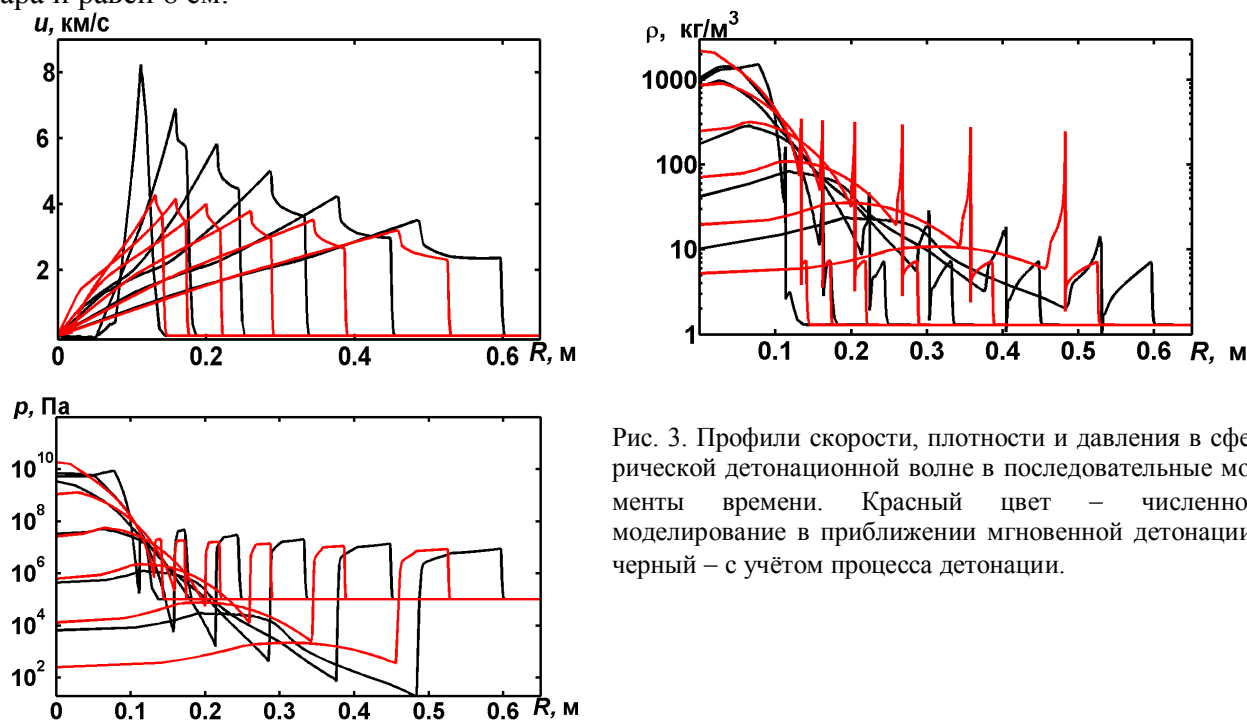 u, км/с
8
6
4
2
0
0.2
0.4
0.6
R, м
ρ, кг/м³
1000
100
10
1
0.1
0.2
0.3
0.4
0.5
0.6
R, м
p, Па
10¹⁰
10⁸
10⁶
10⁴
10²
0
0.1
0.2
0.3
0.4
0.5
0.6
R, м
Рис. 3. Профили скорости, плотности и давления в сфе
рической детонационной волне в последовательные мо
менты времени. Красный цвет – численно
моделирование в приближении мгновенной детонации
черный – с учётом процесса детонации.